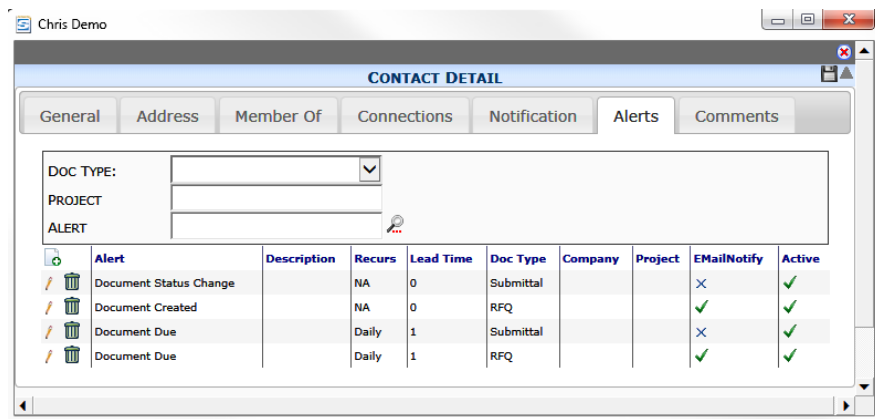 Chris Demo
CONTACT DETAIL
General Address Member Of Connections Notification Alerts Comments
DOC TYPE:
PROJECT
ALERT
Alert Description Recurs Lead Time Doc Type Company Project EMailNotify Active
Document Status Change NA 0 Submittal
Document Created NA 0 RFQ
Document Due Daily 1 Submittal
Document Due Daily 1 RFQ